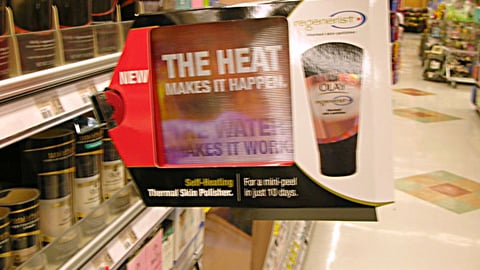 regenerist
NEW
THE HEAT
MAKES IT HAPPEN.
THE WATER
MAKES IT WORK.
OLAY
regenerist
Self-Heating
Thermal Skin Polisher.
For a mini-peel
in just 10 days.